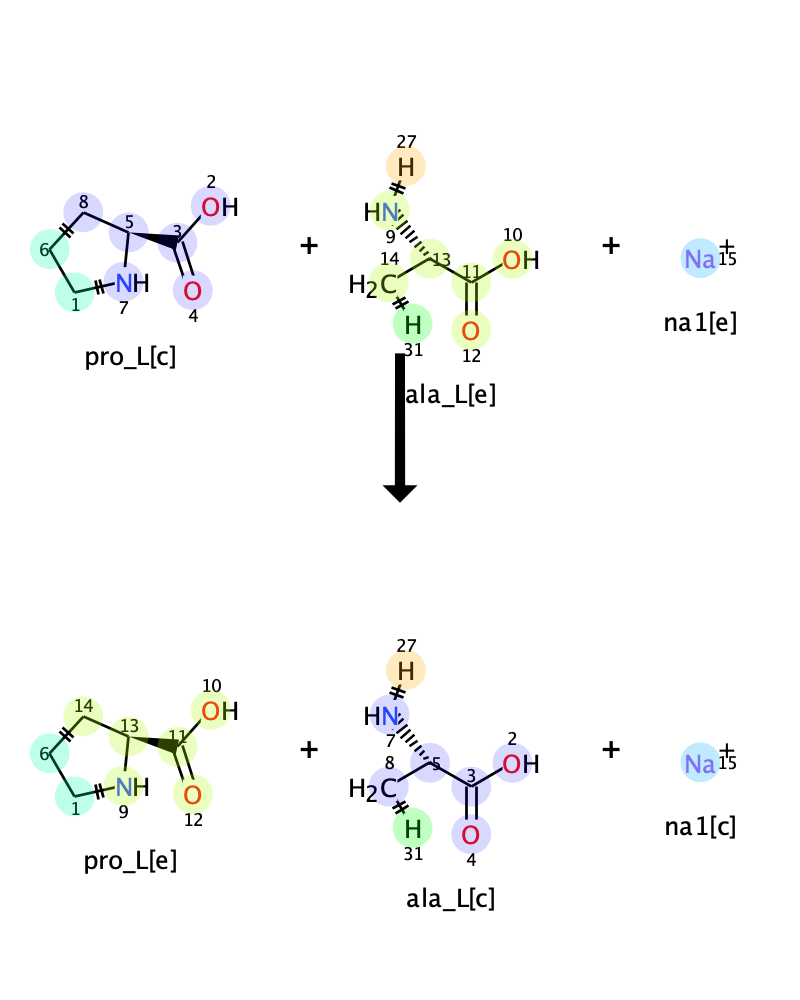 27
H
2
8
OH
HN
5
3
9
10
6
14
13
OH
+
+
Na+
15
H2C
11
NH
O
1
7
H
O
4
31
12
na1[e]
pro_L[c]
ala_L[e]
27
H
10
14
OH
HN
13
11
7
2
6
8
5
OH
+
+
Na+
15
H2C
3
NH
O
1
9
H
O
12
31
4
na1[c]
pro_L[e]
ala_L[c]